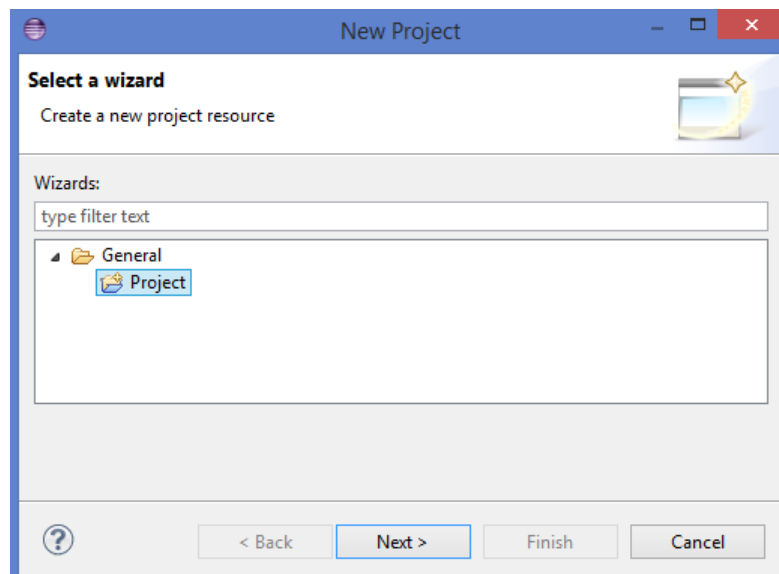 New Project
Select a wizard
Create a new project resource
Wizards:
type filter text
General
Project
?
< Back Next > Finish Cancel